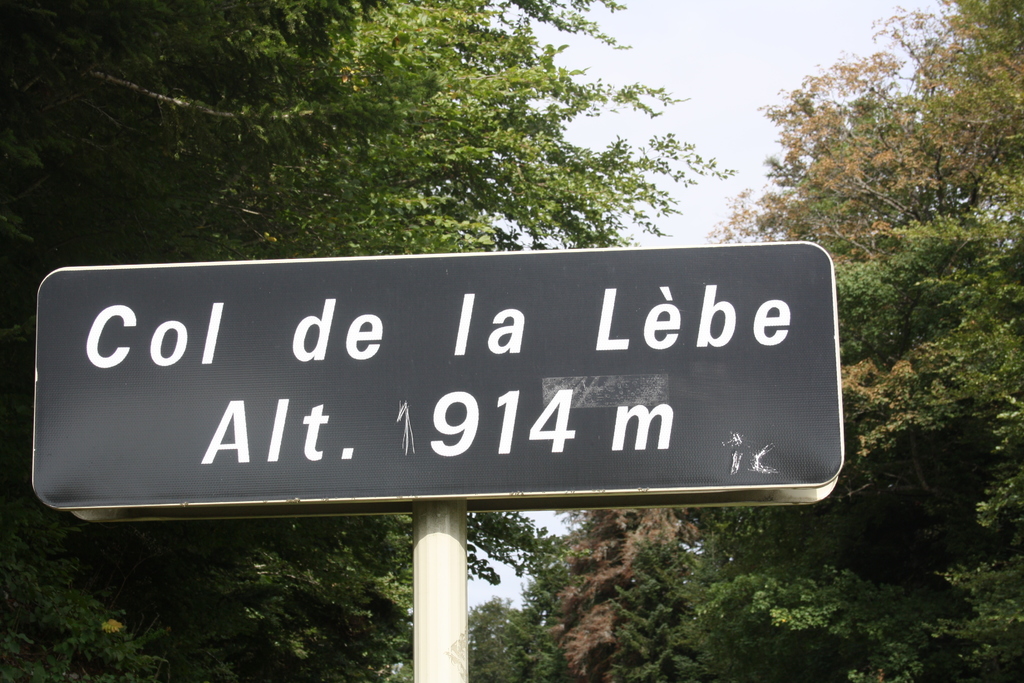 Col de la Lèbe
Alt. 914 m